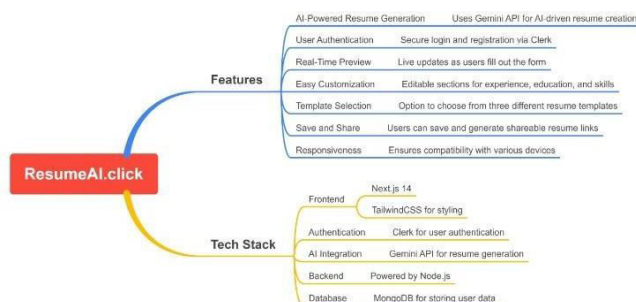 AI-Powered Resume Generation Uses Gemini API for AI-driven resume creation
User Authentication Secure login and registration via Clerk
Real-Time Preview Live updates as users fill out the form
Features
Easy Customization Editable sections for experience, education, and skills
Template Selection Option to choose from three different resume templates
Save and Share Users can save and generate shareable resume links
Responsiveness Ensures compatibility with various devices
ResumeAI.click
Next.js 14
Frontend
TailwindCSS for styling
Authentication Clerk for user authentication
Tech Stack
AI Integration Gemini API for resume generation
Backend Powered by Node.js
Database MongoDB for storing user data